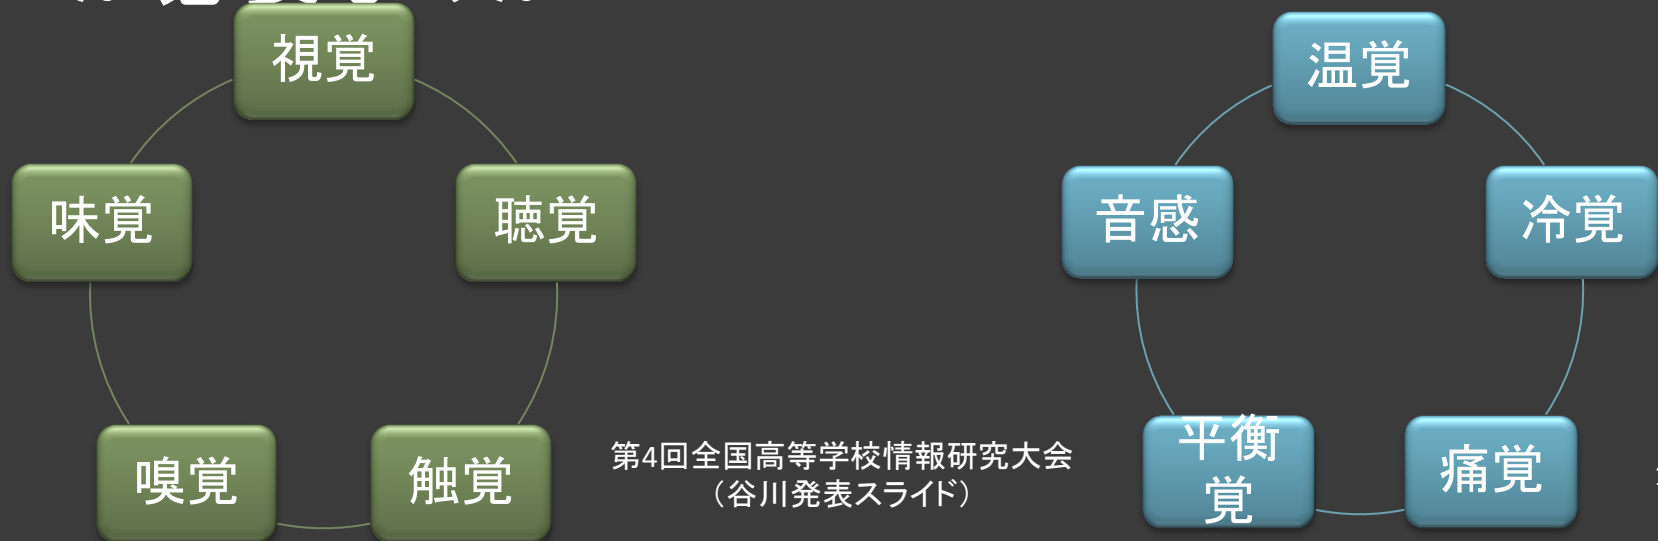 視覚
聴覚
触覚
嗅覚
味覚
温覚
冷覚
痛覚
平衡
覚
音感
第4回全国高等学校情報研究大会
（谷川発表スライド）